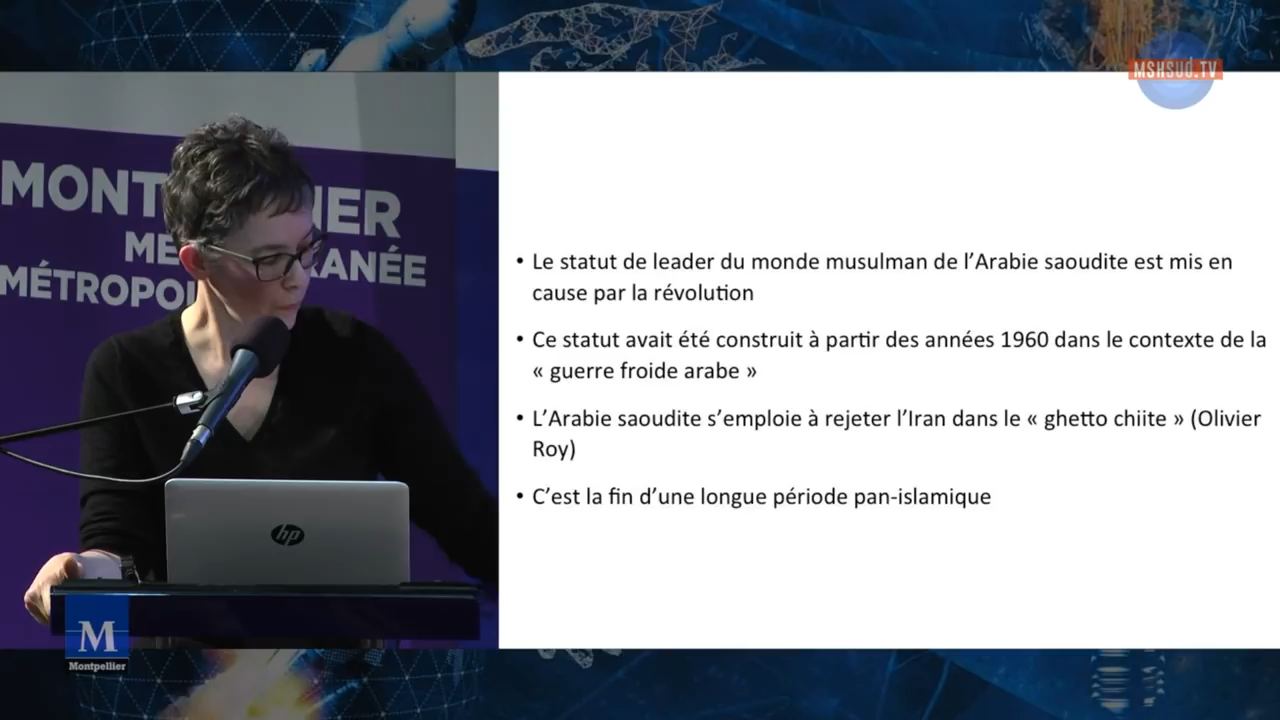 MSHSUD.TV
MONT
IER
ME
RANÉE
MÉTROPOL
• Le statut de leader du monde musulman de l’Arabie saoudite est mis en
cause par la révolution
• Ce statut avait été construit à partir des années 1960 dans le contexte de la
« guerre froide arabe »
• L’Arabie saoudite s’emploie à rejeter l’Iran dans le « ghetto chiite » (Olivier
Roy)
• C’est la fin d’une longue période pan-islamique
hp
M
Montpellier